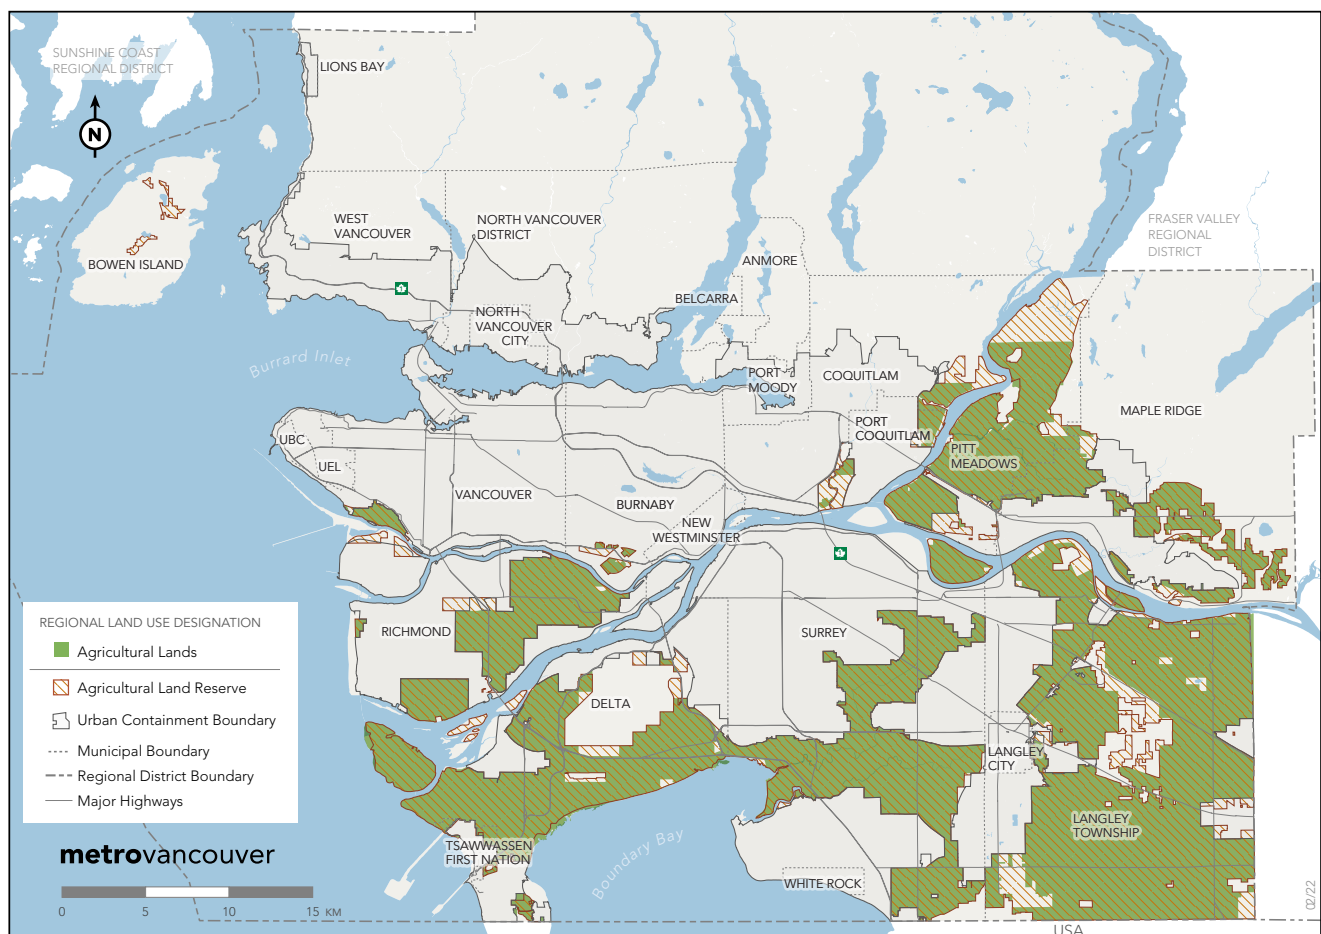 SUNSHINE COAST
REGIONAL DISTRICT
LIONS BAY
N
BOWEN ISLAND
WEST
VANCOUVER
NORTH VANCOUVER
DISTRICT
FRASER VALLEY
REGIONAL
DISTRICT
ANMORE
BELCARRA
1
NORTH
VANCOUVER
CITY
Burrard Inlet
PORT
MOODY
COQUITLAM
MAPLE RIDGE
PORT
COQUITLAM
UBC
UEL
PITT
MEADOWS
VANCOUVER
BURNABY
NEW
WESTMINSTER
1
RICHMOND
SURREY
DELTA
LANGLEY
CITY
LANGLEY
TOWNSHIP
TSAWWASSEN
FIRST NATION
Boundary Bay
WHITE ROCK
USA
REGIONAL LAND USE DESIGNATION
Agricultural Lands
Agricultural Land Reserve
Urban Containment Boundary
Municipal Boundary
Regional District Boundary
Major Highways
metrovancouver
0 5 10 15 KM
02/22